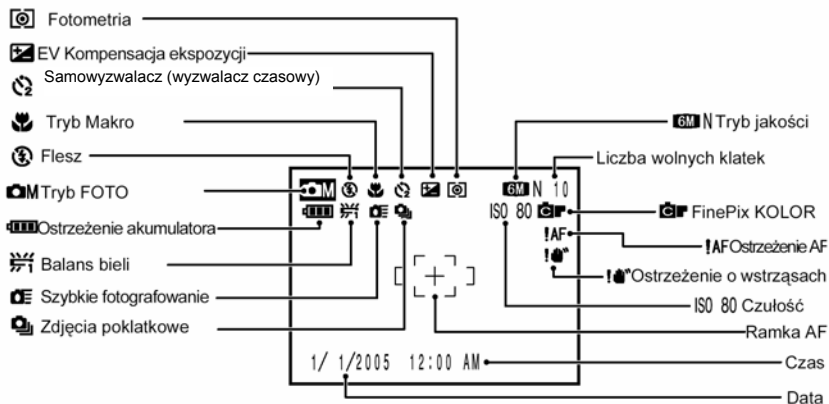 Fotometria
EV Kompensacja ekspozycji
Samowyzwalacz (wyzwalacz czasowy)
Tryb Makro
Flesz
M Tryb FOTO
Ostrzeżenie akumulatora
Balans bieli
Szybkie fotografowanie
Zdjęcia poklatkowe
M
6M N 10
ISO 80
!AF
!
1/ 1/2005 12:00 AM
6M N Tryb jakości
Liczba wolnych klatek
FinePix KOLOR
!AF Ostrzeżenie AF
! Ostrzeżenie o wstrząsach
ISO 80 Czułość
Ramka AF
Czas
Data